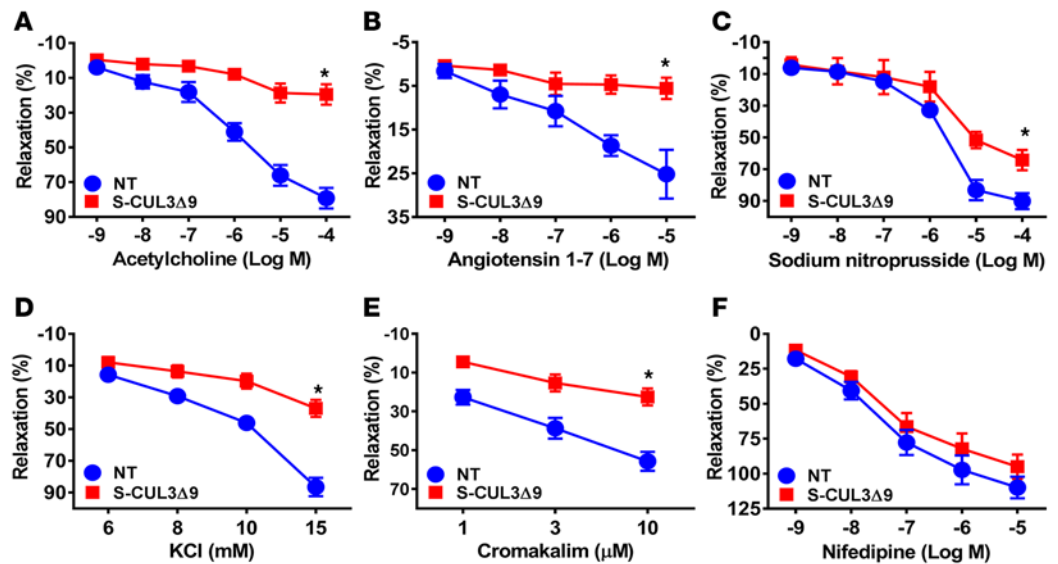 A
Relaxation (%)
-10
10
30
50
70
90
NT
S-CUL3Δ9
*
-9 -8 -7 -6 -5 -4
Acetylcholine (Log M)
B
Relaxation (%)
-5
5
15
25
35
NT
S-CUL3Δ9
*
-9 -8 -7 -6 -5
Angiotensin 1-7 (Log M)
C
Relaxation (%)
-10
10
30
50
70
90
NT
S-CUL3Δ9
*
-9 -8 -7 -6 -5 -4
Sodium nitroprusside (Log M)
D
Relaxation (%)
-10
10
30
50
70
90
NT
S-CUL3Δ9
*
6 8 10 15
KCl (mM)
E
Relaxation (%)
-10
10
30
50
70
NT
S-CUL3Δ9
*
1 3 10
Cromakalim (μM)
F
Relaxation (%)
0
25
50
75
100
125
NT
S-CUL3Δ9
-9 -8 -7 -6 -5
Nifedipine (Log M)